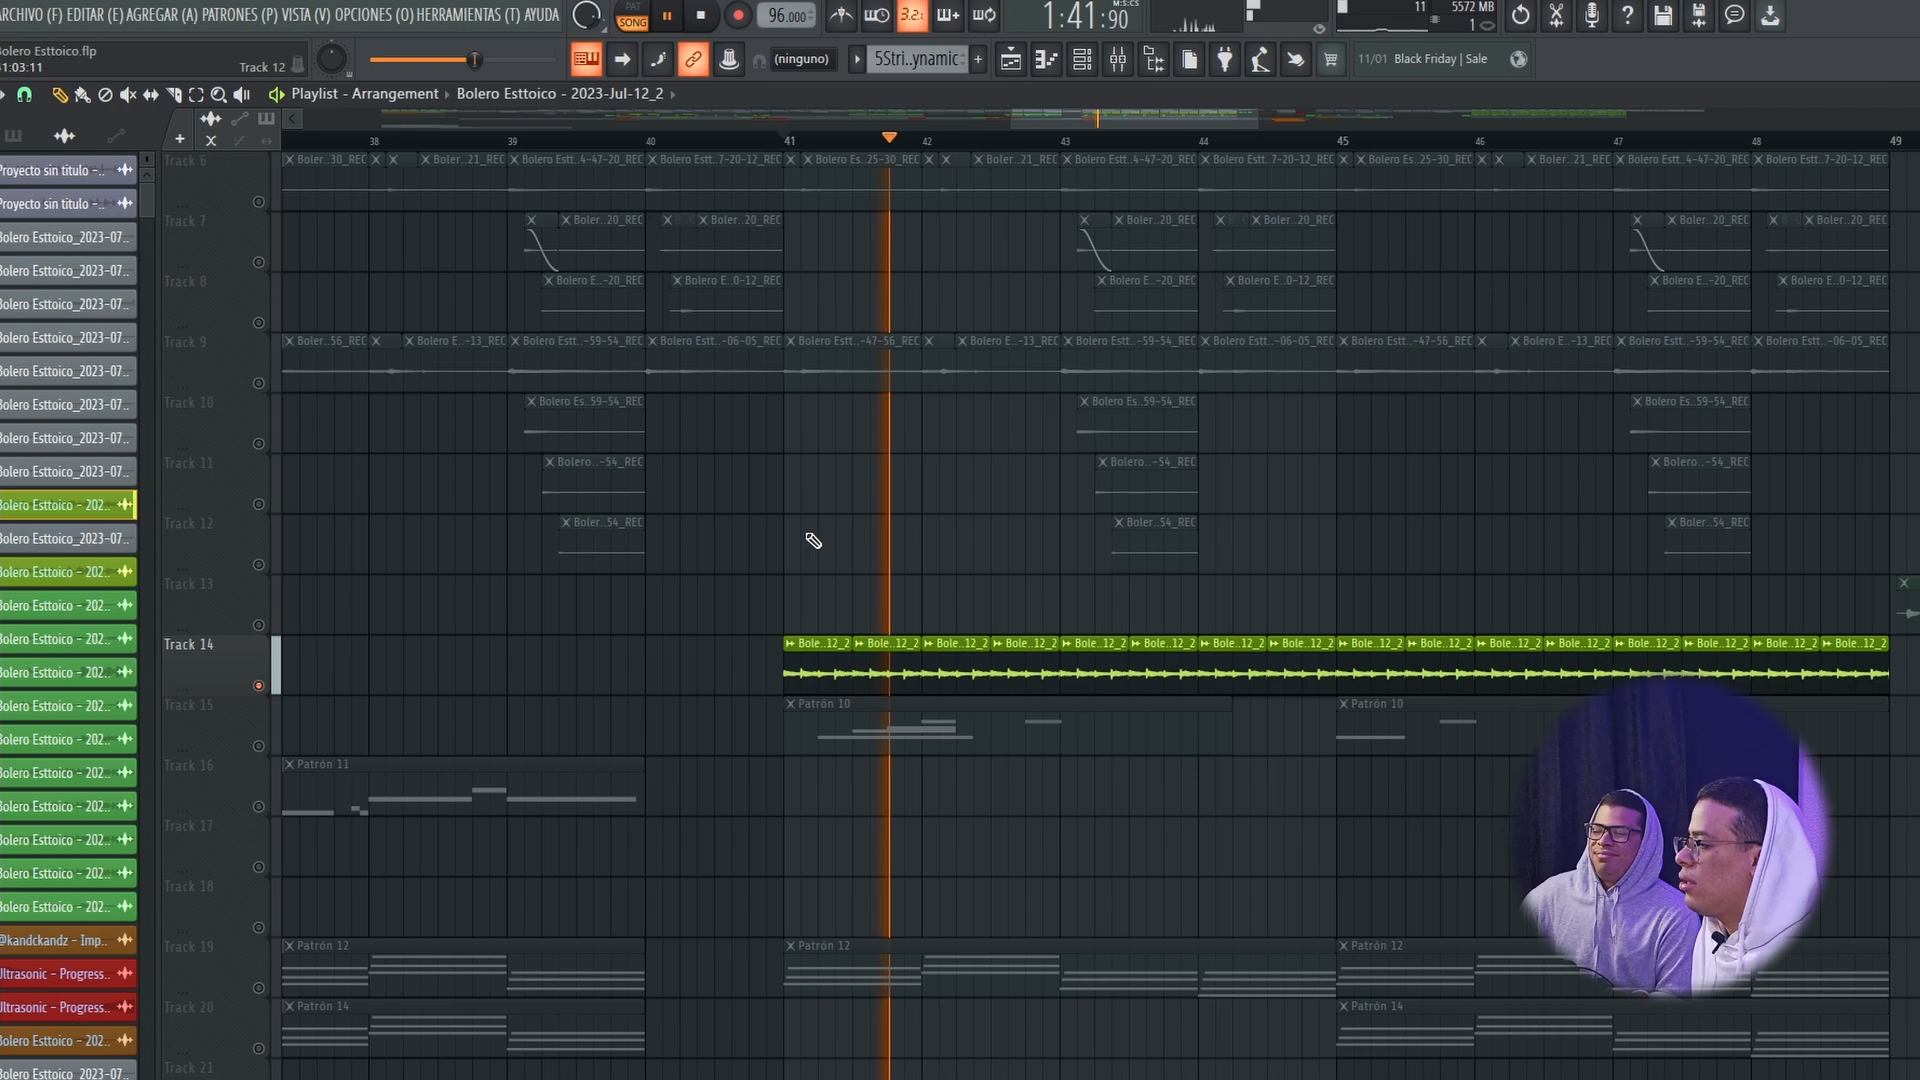 ARCHIVO (F) EDITAR (E) AGREGAR (A) PATRONES (P) VISTA (V) OPCIONES (O) HERRAMIENTAS (T) AYUDA
PAT
SONG
96.000
3.2.
1:41:90
M:S:CS
11
5572 MB
1
Bolero Esttoico.flp
41:03:11
Track 12
(ninguno)
5Stri..ynamic
11/01 Black Friday | Sale
Playlist - Arrangement › Bolero Esttoico - 2023-Jul-12_2 ›
38 39 40 41 42 43 44 45 46 47 48 49
Proyecto sin titulo -..
Proyecto sin titulo -..
Bolero Esttoico_2023-07..
Bolero Esttoico_2023-07..
Bolero Esttoico_2023-07..
Bolero Esttoico_2023-07..
Bolero Esttoico_2023-07..
Bolero Esttoico_2023-07..
Bolero Esttoico_2023-07..
Bolero Esttoico_2023-07..
Bolero Esttoico - 202..
Bolero Esttoico_2023-07..
Bolero Esttoico - 202..
Bolero Esttoico - 202..
Bolero Esttoico - 202..
Bolero Esttoico - 202..
Bolero Esttoico - 202..
Bolero Esttoico - 202..
Bolero Esttoico - 202..
Bolero Esttoico - 202..
Bolero Esttoico - 202..
Bolero Esttoico - 202..
Bolero Esttoico - 202..
@kandckandz - Imp..
Ultrasonic - Progress..
Ultrasonic - Progress..
Bolero Esttoico - 202..
Bolero Esttoico_2023-07..
Track 6 Boler..30_REC Boler..21_REC Bolero Estt..4-47-20_REC Bolero Estt..7-20-12_REC Bolero Es..25-30_REC Boler..21_REC Bolero Estt..4-47-20_REC Bolero Estt..7-20-12_REC Bolero Es..25-30_REC Boler..21_REC Bolero Estt..4-47-20_REC Bolero Estt..7-20-12_REC
Track 7 Boler..20_REC Boler..20_REC Boler..20_REC Boler..20_REC Boler..20_REC Boler..20_REC
Track 8 Bolero E..-20_REC Bolero E..0-12_REC Bolero E..-20_REC Bolero E..0-12_REC Bolero E..-20_REC Bolero E..0-12_REC
Track 9 Boler..56_REC Bolero E..-13_REC Bolero Estt..-59-54_REC Bolero Estt..-06-05_REC Bolero Estt..-47-56_REC Bolero E..-13_REC Bolero Estt..-59-54_REC Bolero Estt..-06-05_REC Bolero Estt..-47-56_REC Bolero E..-13_REC Bolero Estt..-59-54_REC Bolero Estt..-06-05_REC
Track 10 Bolero Es..59-54_REC Bolero Es..59-54_REC Bolero Es..59-54_REC
Track 11 Bolero..-54_REC Bolero..-54_REC Bolero..-54_REC
Track 12 Boler..54_REC Boler..54_REC Boler..54_REC
Track 13
Track 14 Bole..12_2 Bole..12_2 Bole..12_2 Bole..12_2 Bole..12_2 Bole..12_2 Bole..12_2 Bole..12_2 Bole..12_2 Bole..12_2 Bole..12_2 Bole..12_2 Bole..12_2 Bole..12_2 Bole..12_2 Bole..12_2
Track 15 Patrón 10 Patrón 10
Track 16 Patrón 11
Track 17
Track 18
Track 19 Patrón 12 Patrón 12 Patrón 12
Track 20 Patrón 14 Patrón 14
Track 21